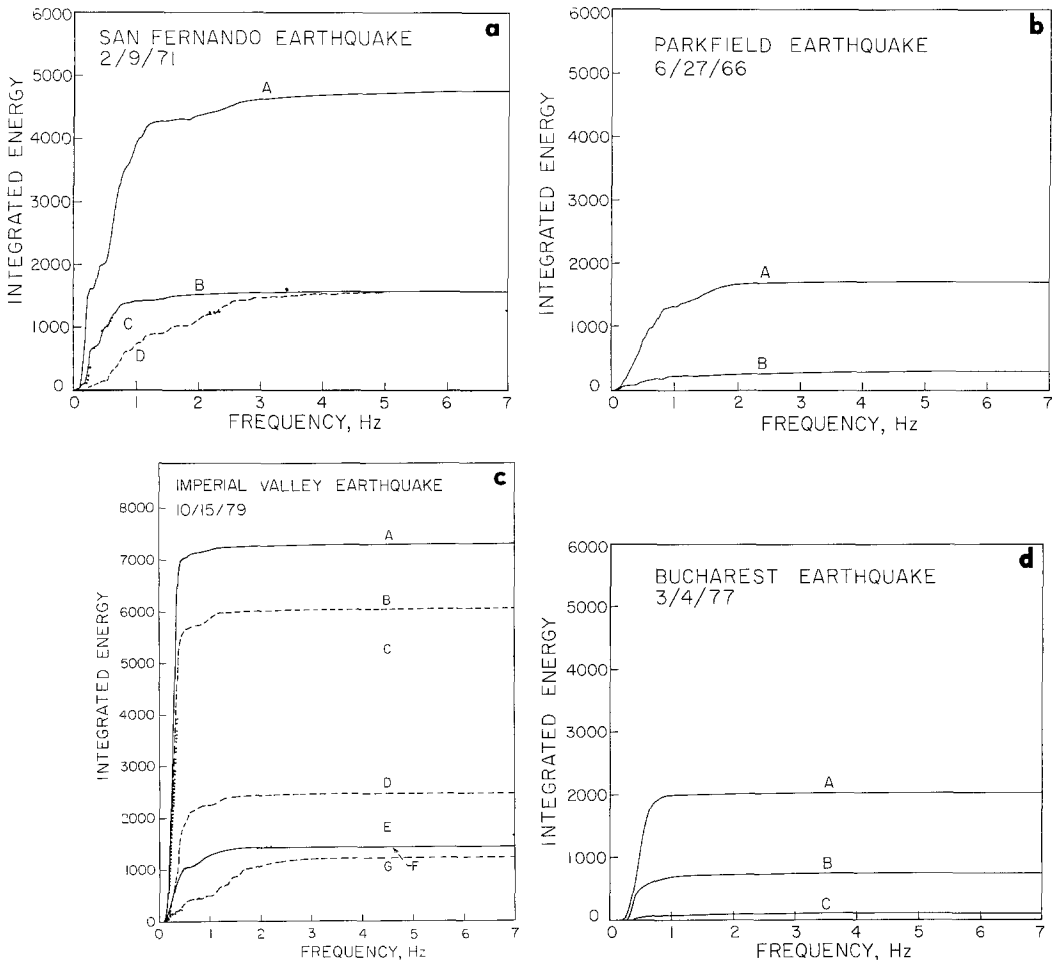 a
SAN FERNANDO EARTHQUAKE
2/9/71
INTEGRATED ENERGY
6000
5000
4000
3000
2000
1000
0
A
B
C
D
0 1 2 3 4 5 6 7
FREQUENCY, Hz
b
PARKFIELD EARTHQUAKE
6/27/66
INTEGRATED ENERGY
6000
5000
4000
3000
2000
1000
0
A
B
0 1 2 3 4 5 6 7
FREQUENCY, Hz
c
IMPERIAL VALLEY EARTHQUAKE
10/15/79
INTEGRATED ENERGY
8000
7000
6000
5000
4000
3000
2000
1000
0
A
B
C
D
E
F
G
0 1 2 3 4 5 6 7
FREQUENCY, Hz
d
BUCHAREST EARTHQUAKE
3/4/77
INTEGRATED ENERGY
6000
5000
4000
3000
2000
1000
0
A
B
C
0 1 2 3 4 5 6 7
FREQUENCY, Hz